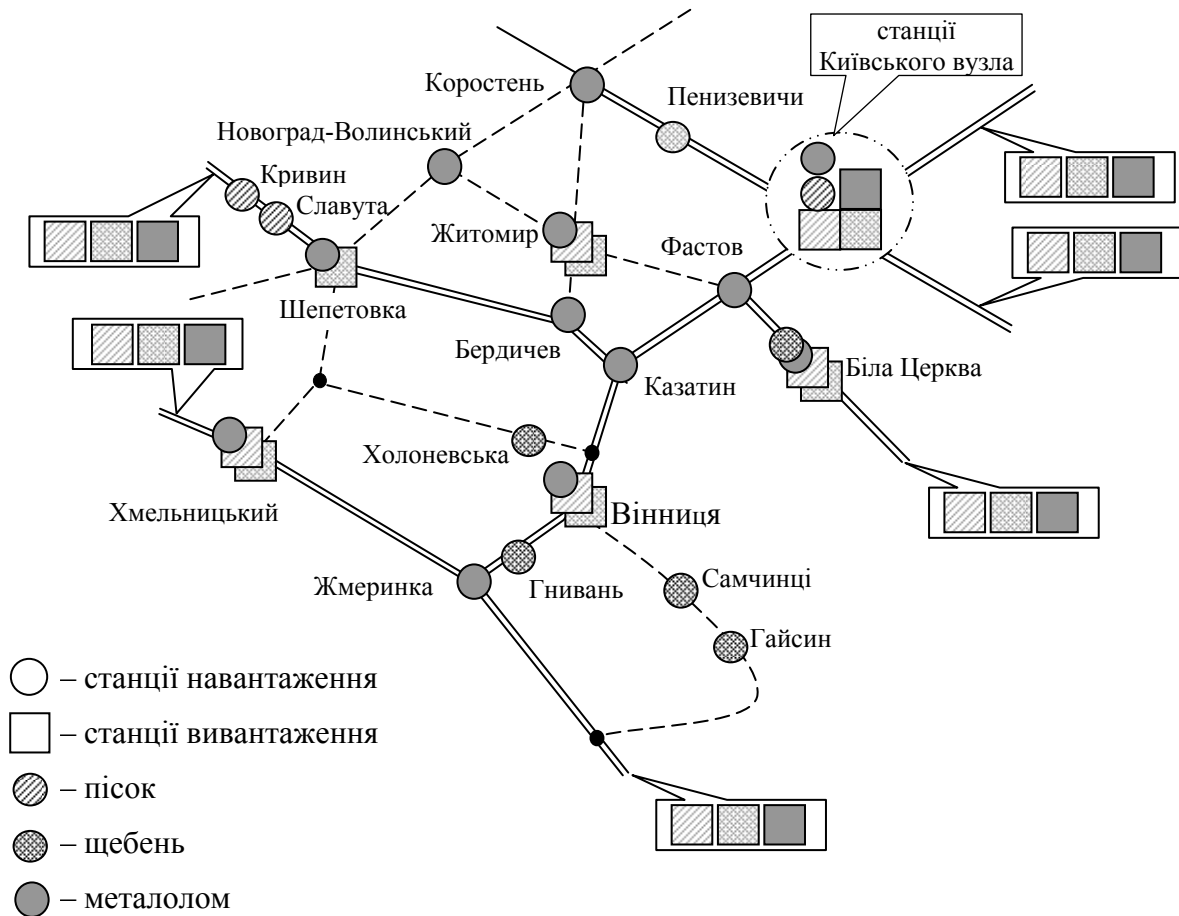 станції
Київського вузла
Коростень
Пенизевичи
Новоград-Волинський
Кривин
Славута
Житомир
Фастов
Шепетовка
Бердичев
Казатин
Біла Церква
Холоневська
Хмельницький
Вінниця
Жмеринка
Гнивань
Самчинці
Гайсин
– станції навантаження
– станції вивантаження
– пісок
– щебень
– металолом